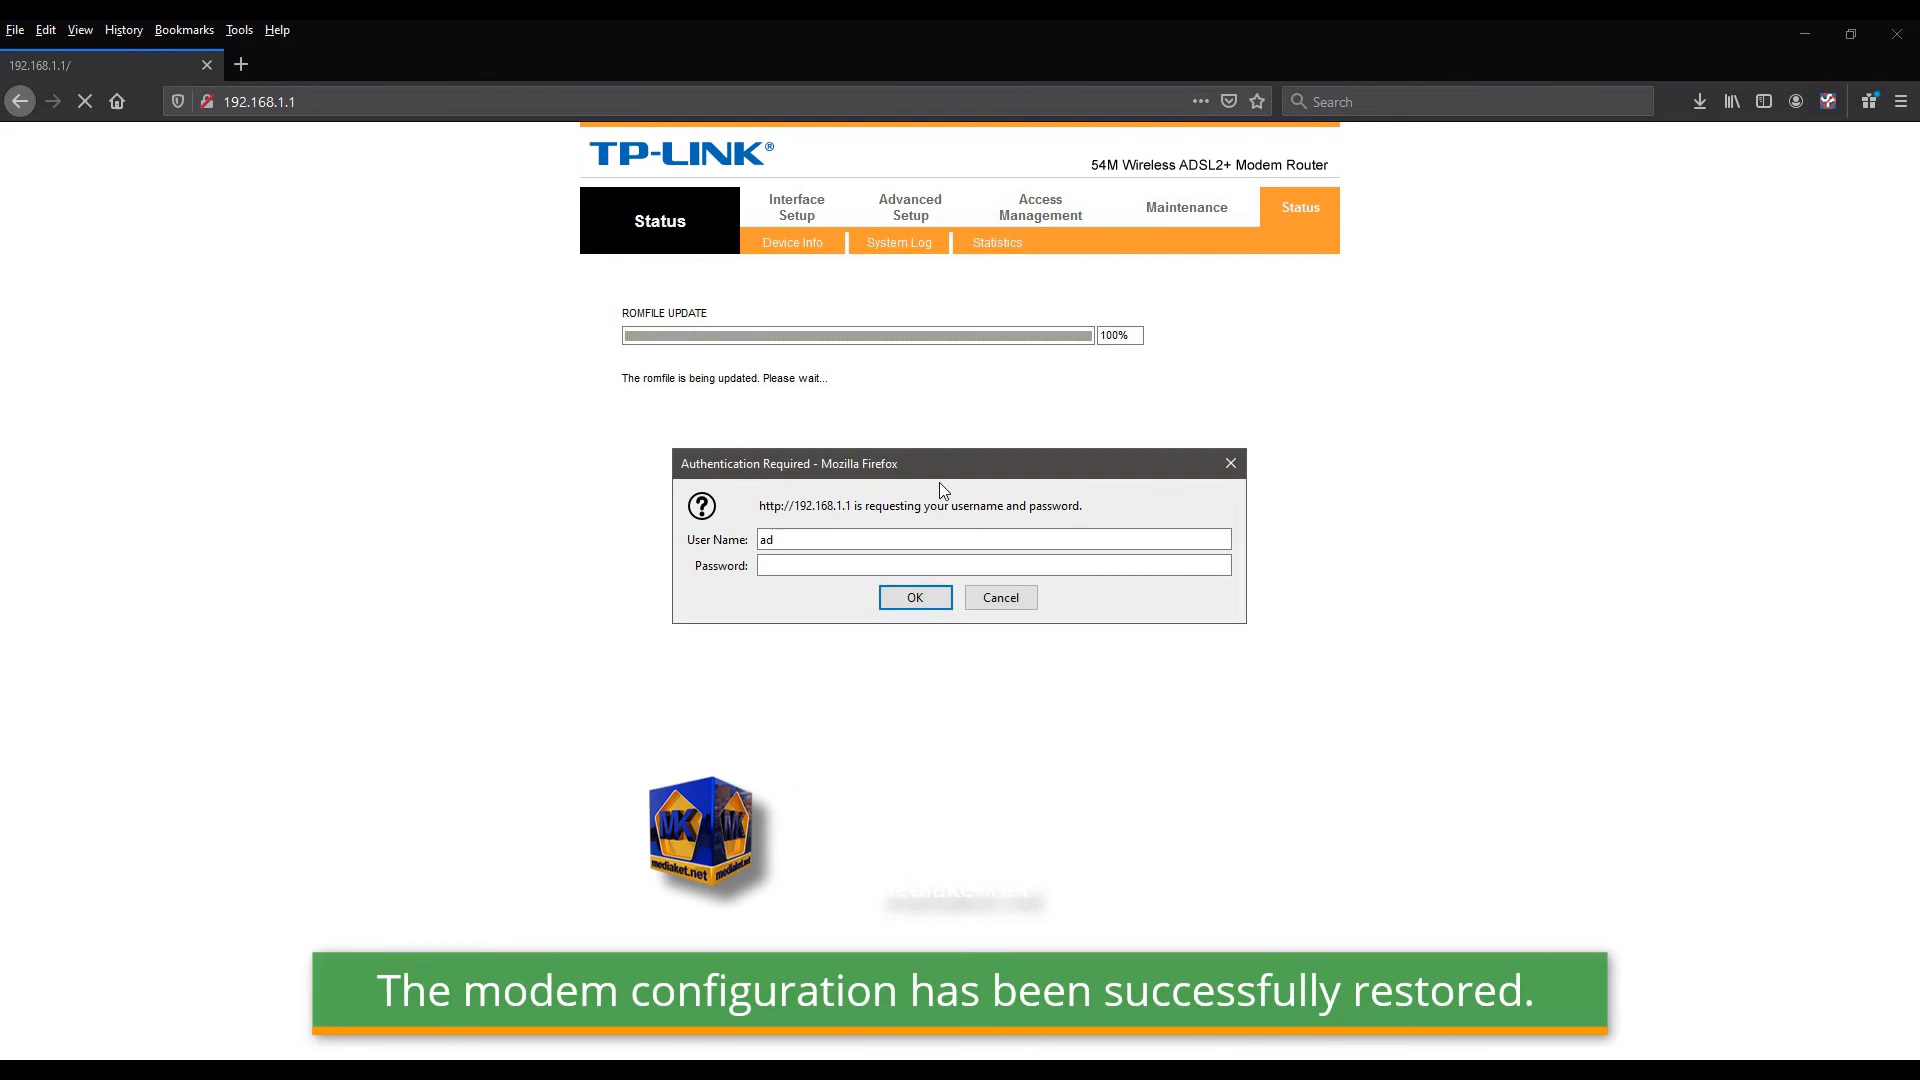 File Edit View History Bookmarks Tools Help
192.168.1.1/
192.168.1.1
Search
TP-LINK®
54M Wireless ADSL2+ Modem Router
Status
Interface Setup
Advanced Setup
Access Management
Maintenance
Status
Device Info
System Log
Statistics
ROMFILE UPDATE
100%
The romfile is being updated. Please wait...
Authentication Required - Mozilla Firefox
http://192.168.1.1 is requesting your username and password.
User Name: ad
Password:
OK Cancel
MK MK
mediaket.net mediaket.net
The modem configuration has been successfully restored.